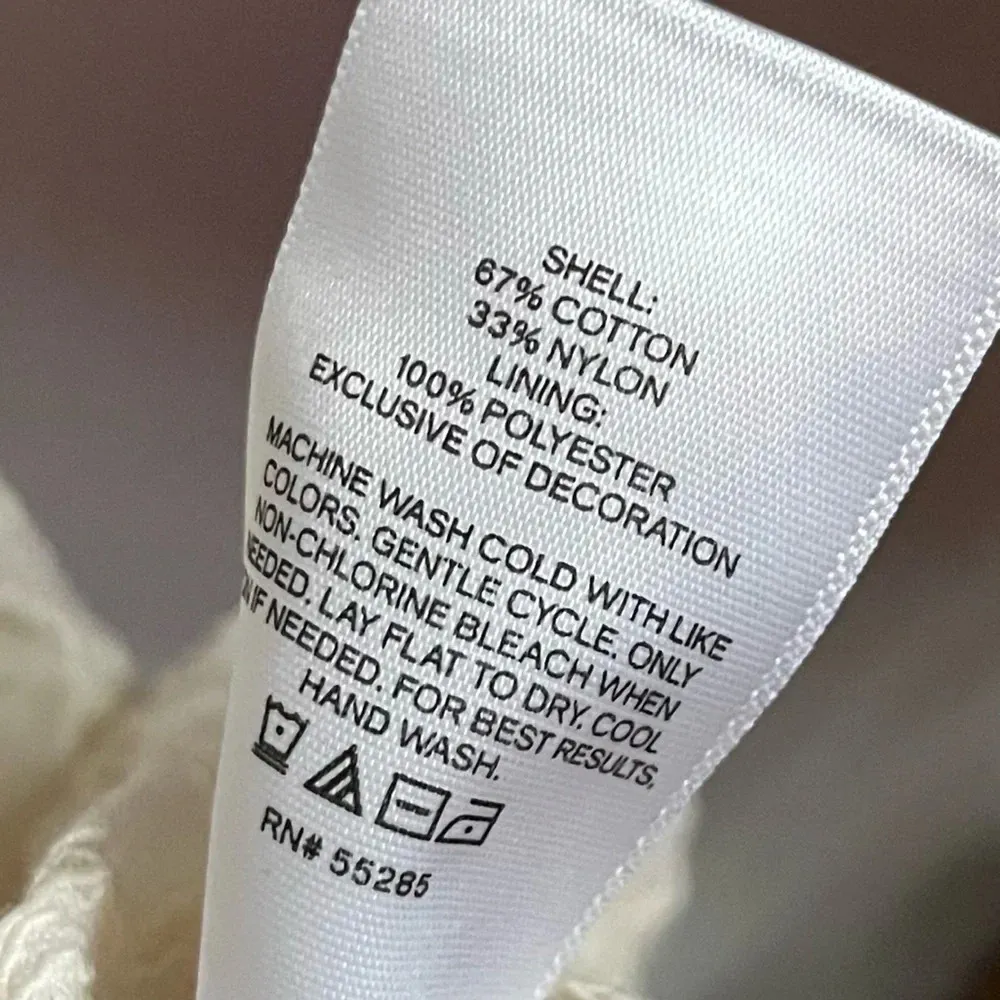 SHELL:
67% COTTON
33% NYLON
LINING:
100% POLYESTER
EXCLUSIVE OF DECORATION
MACHINE WASH COLD WITH LIKE
COLORS. GENTLE CYCLE. ONLY
NON-CHLORINE BLEACH WHEN
NEEDED. LAY FLAT TO DRY. COOL
IF NEEDED. FOR BEST RESULTS,
HAND WASH.
RN# 55285